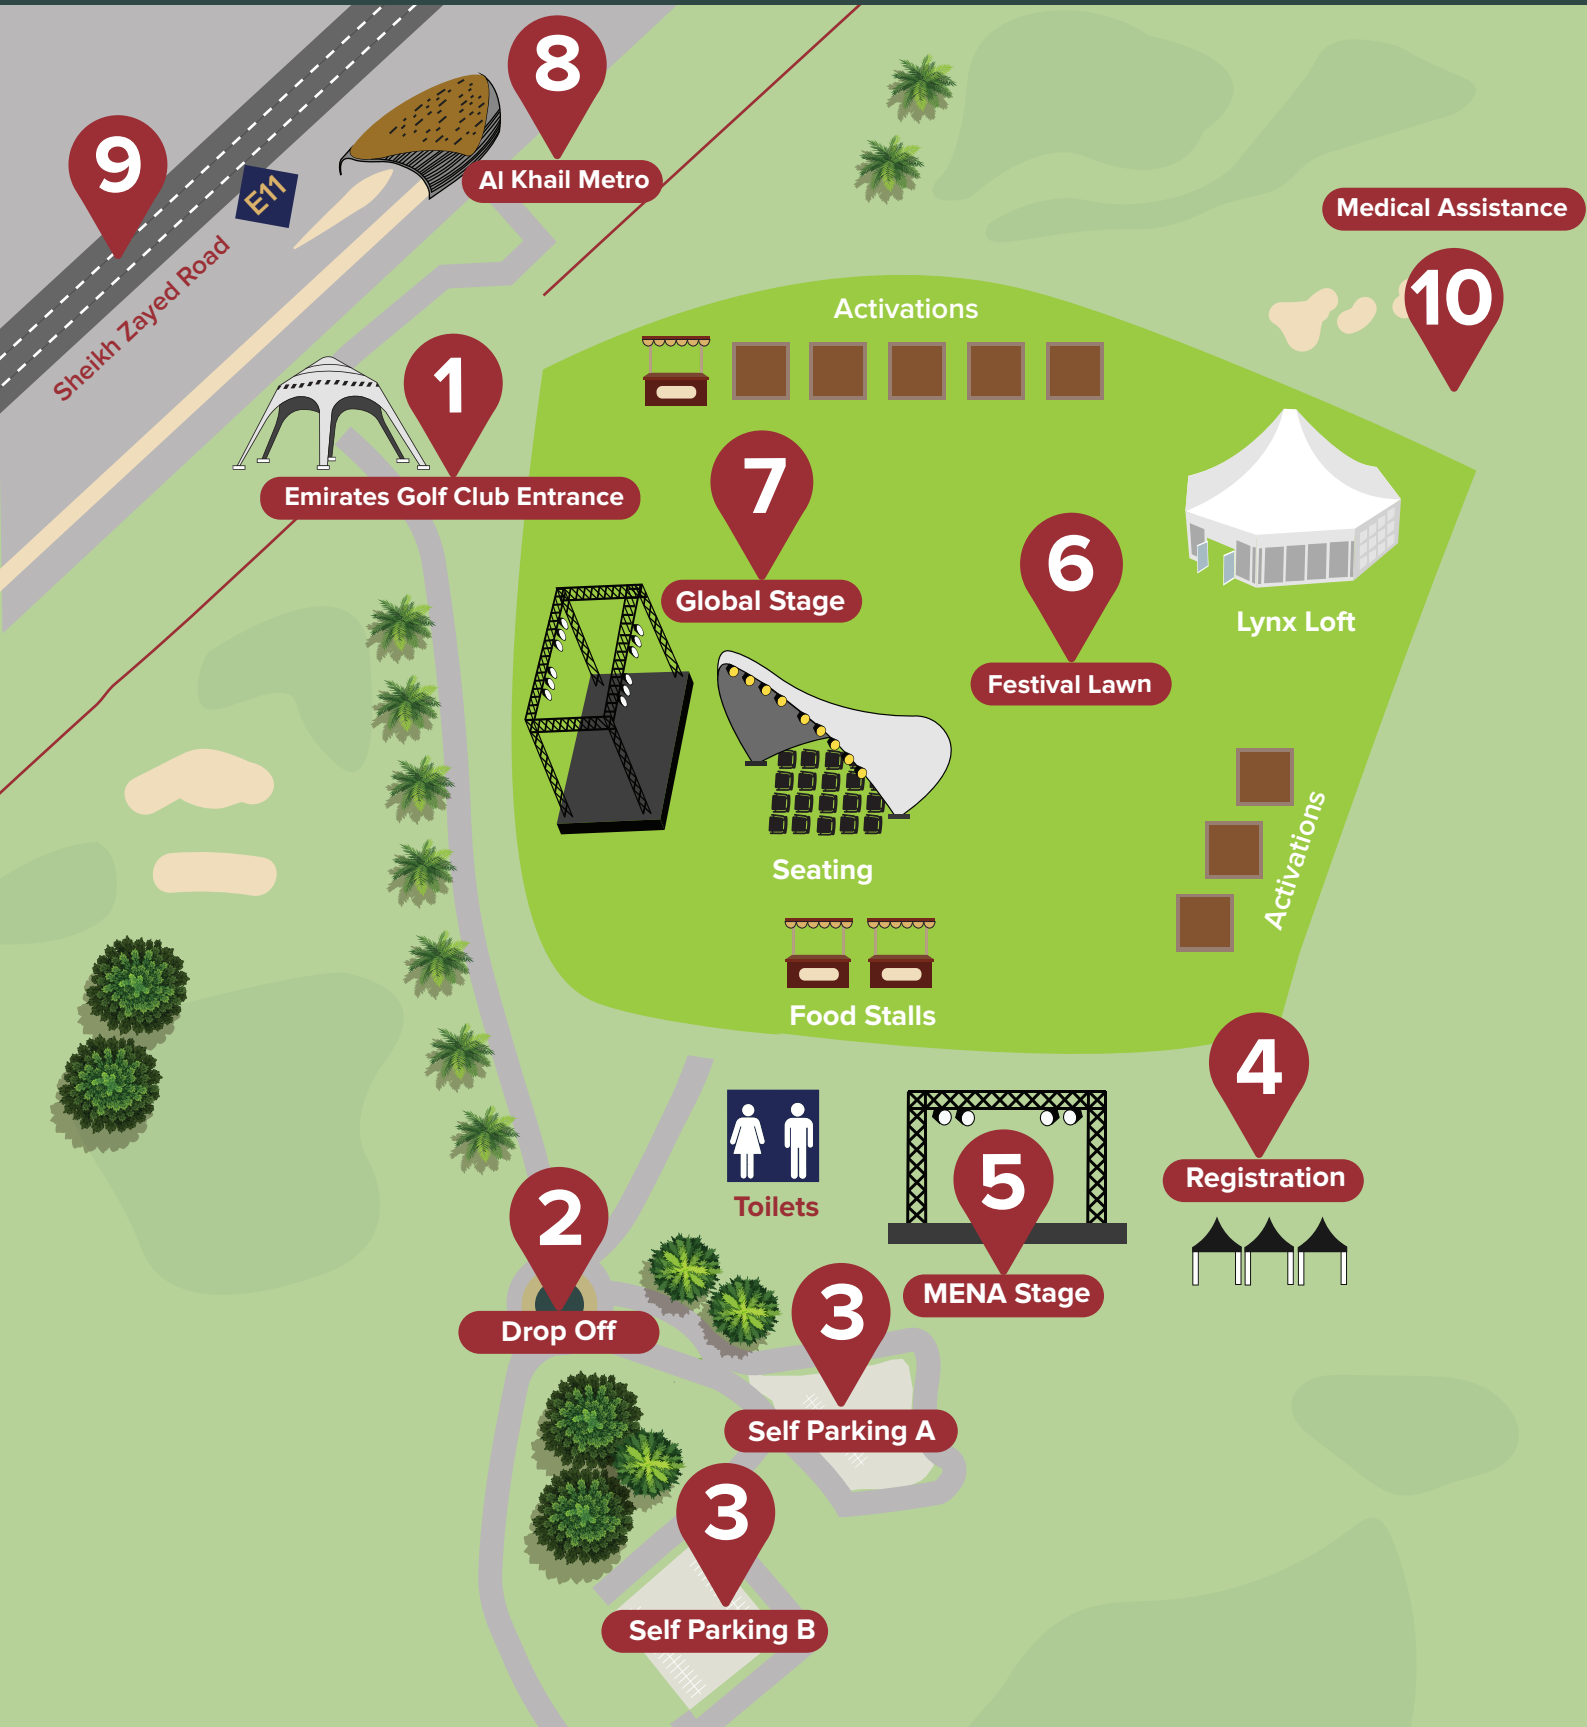 8
Al Khail Metro
9
E11
Sheikh Zayed Road
Medical Assistance
10
Activations
1
Emirates Golf Club Entrance
7
Global Stage
6
Festival Lawn
Lynx Loft
Seating
Activations
Food Stalls
4
Registration
Toilets
5
MENA Stage
2
Drop Off
3
Self Parking A
3
Self Parking B